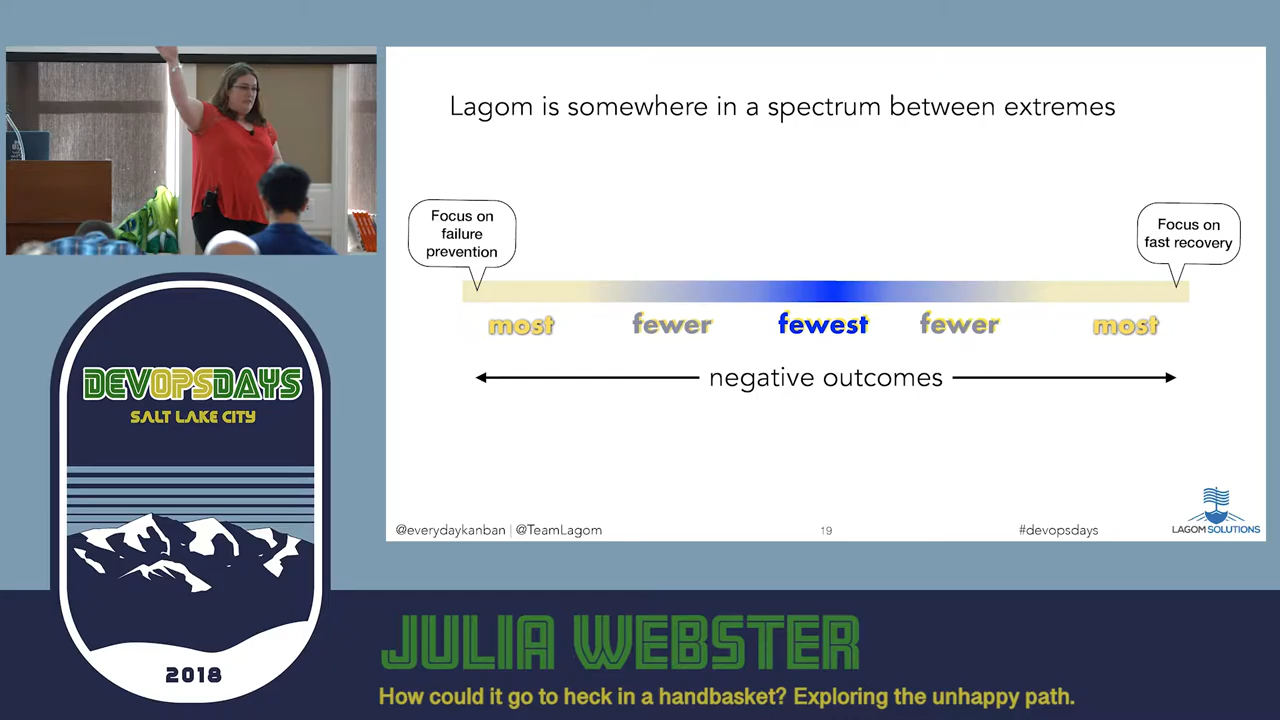 Lagom is somewhere in a spectrum between extremes
Focus on
failure
prevention
Focus on
fast recovery
most
fewer
fewest
fewer
most
negative outcomes
@everydaykanban | @TeamLagom
19
#devopsdays
LAGOM SOLUTIONS
DEVOPSDAYS
SALT LAKE CITY
2018
JULIA WEBSTER
How could it go to heck in a handbasket? Exploring the unhappy path.